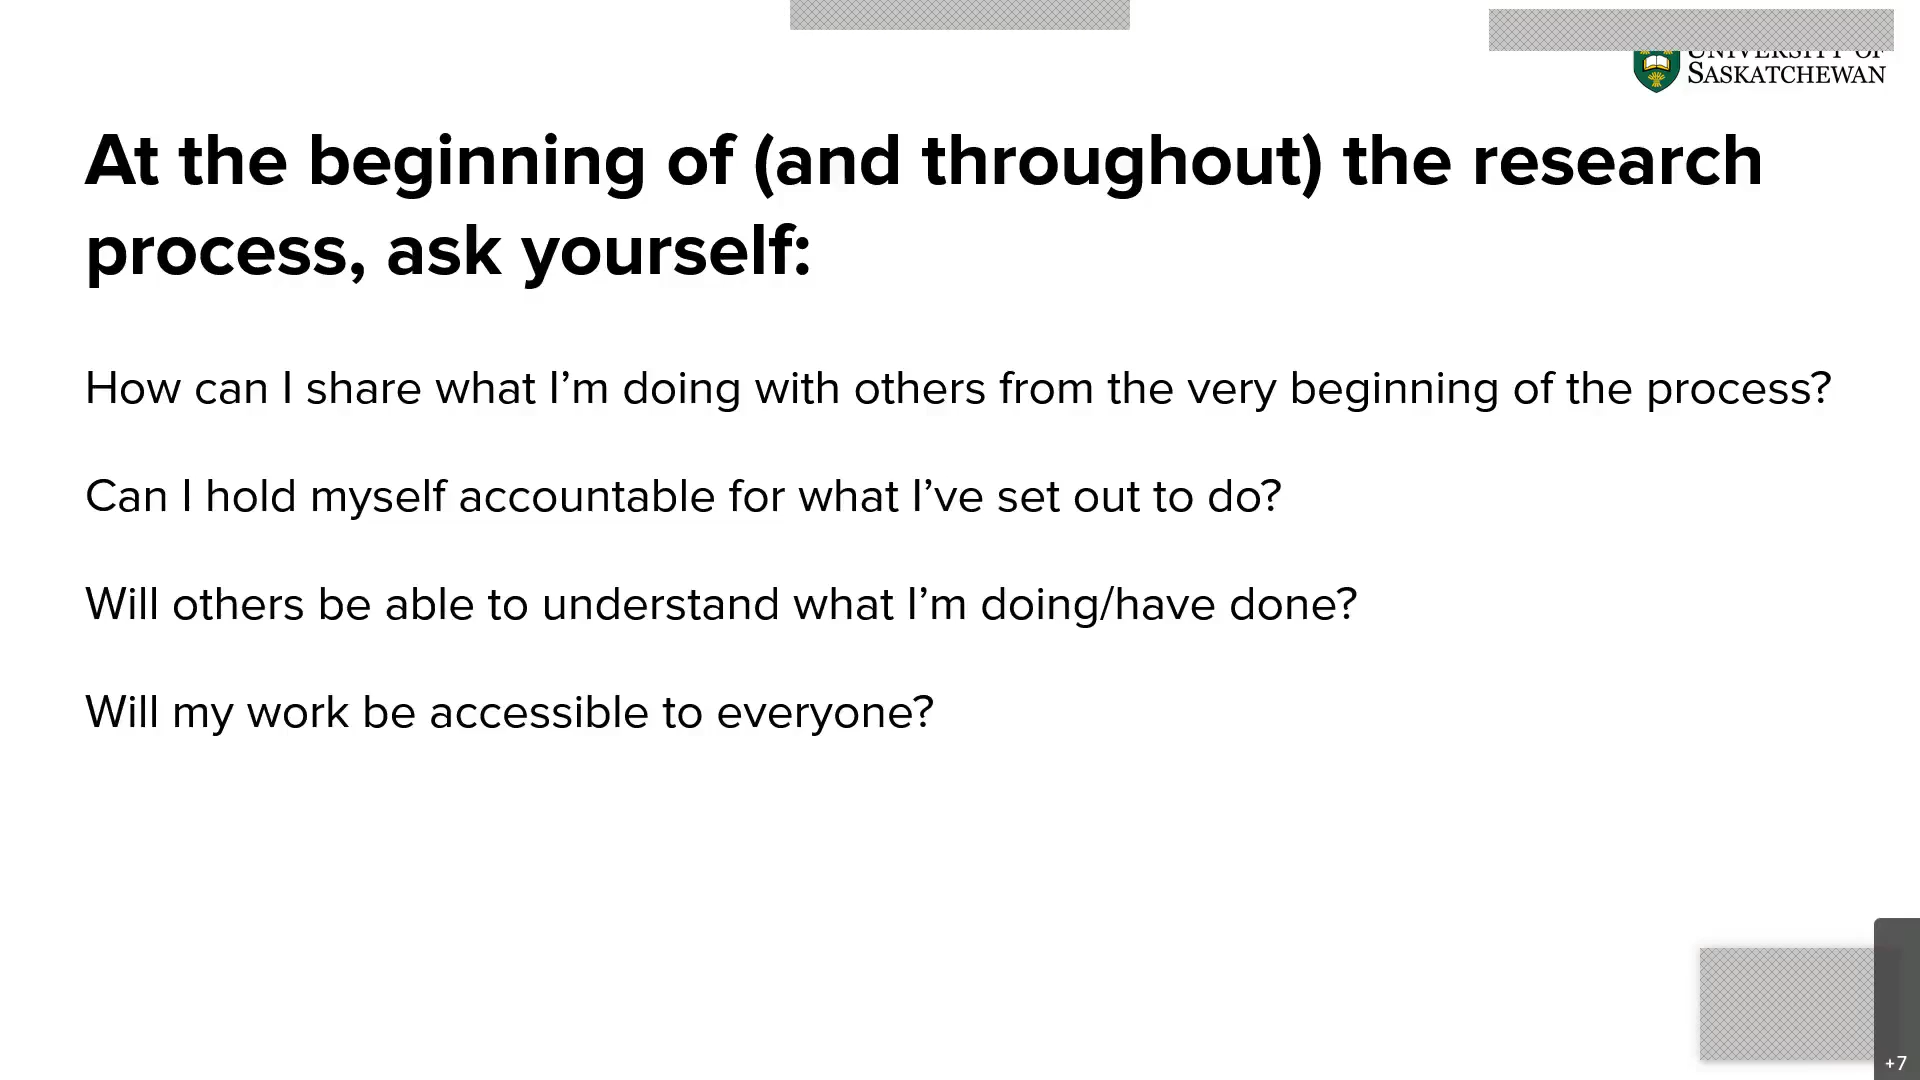 UNIVERSITY OF
SASKATCHEWAN
At the beginning of (and throughout) the research
process, ask yourself:
How can I share what I’m doing with others from the very beginning of the process?
Can I hold myself accountable for what I’ve set out to do?
Will others be able to understand what I’m doing/have done?
Will my work be accessible to everyone?
+7